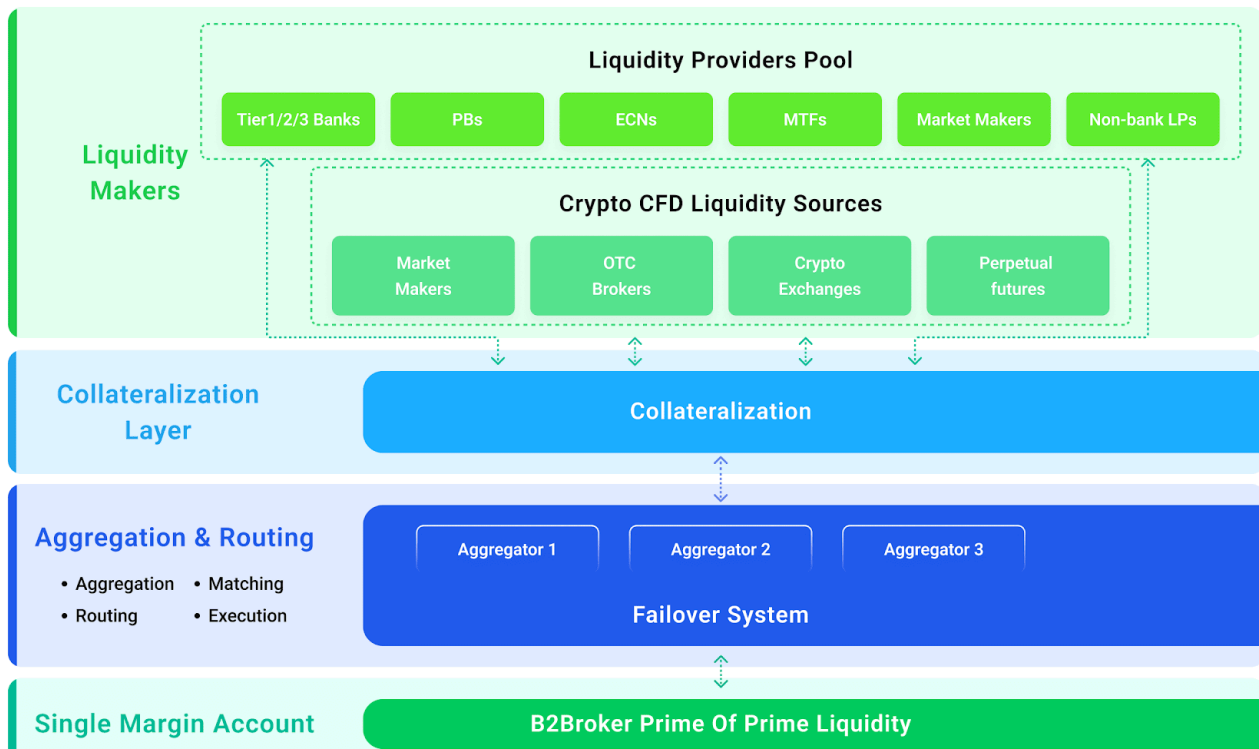 Liquidity Providers Pool
Tier1/2/3 Banks
PBs
ECNs
MTFs
Market Makers
Non-bank LPs
Liquidity
Makers
Crypto CFD Liquidity Sources
Market
Makers
OTC
Brokers
Crypto
Exchanges
Perpetual
futures
Collateralization
Layer
Collateralization
Aggregation & Routing
• Aggregation
• Matching
• Routing
• Execution
Aggregator 1
Aggregator 2
Aggregator 3
Failover System
Single Margin Account
B2Broker Prime Of Prime Liquidity